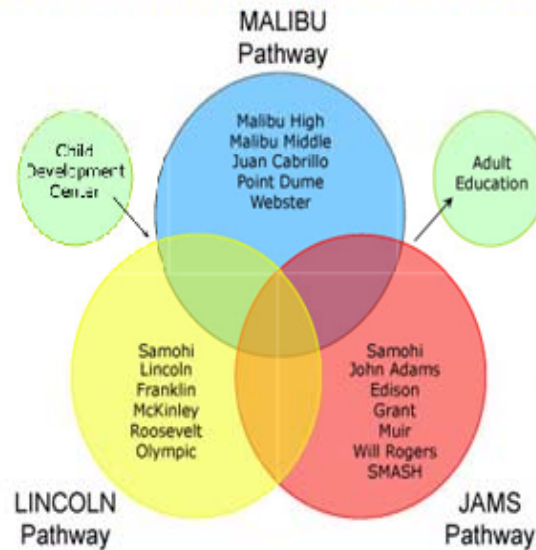 MALIBU
Pathway
Malibu High
Malibu Middle
Juan Cabrillo
Point Dume
Webster
Child
Development
Center
Adult
Education
Samohi
Lincoln
Franklin
McKinley
Roosevelt
Olympic
Samohi
John Adams
Edison
Grant
Muir
Will Rogers
SMASH
LINCOLN
Pathway
JAMS
Pathway